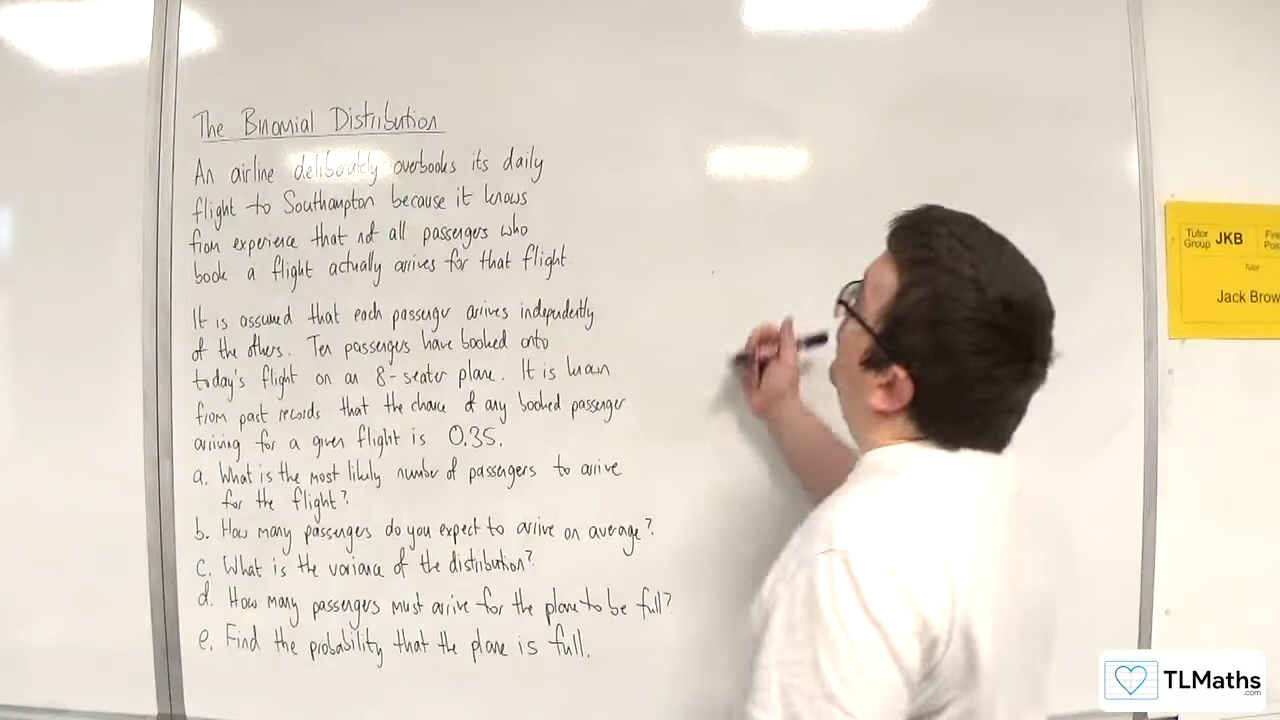 The Binomial Distribution
An airline deliberately overbooks its daily
flight to Southampton because it knows
from experience that not all passengers who
book a flight actually arrives for that flight.
It is assumed that each passenger arrives independently
of the others. Ten passengers have booked onto
today's flight on an 8-seater plane. It is known
from past records that the chance of any booked passenger
arriving for a given flight is 0.35.
a. What is the most likely number of passengers to arrive
for the flight?
b. How many passengers do you expect to arrive on average?
c. What is the variance of the distribution?
d. How many passengers must arrive for the plane to be full?
e. Find the probability that the plane is full.
Tutor
Group
JKB
Tutor
Jack Brow
TLMaths
.com